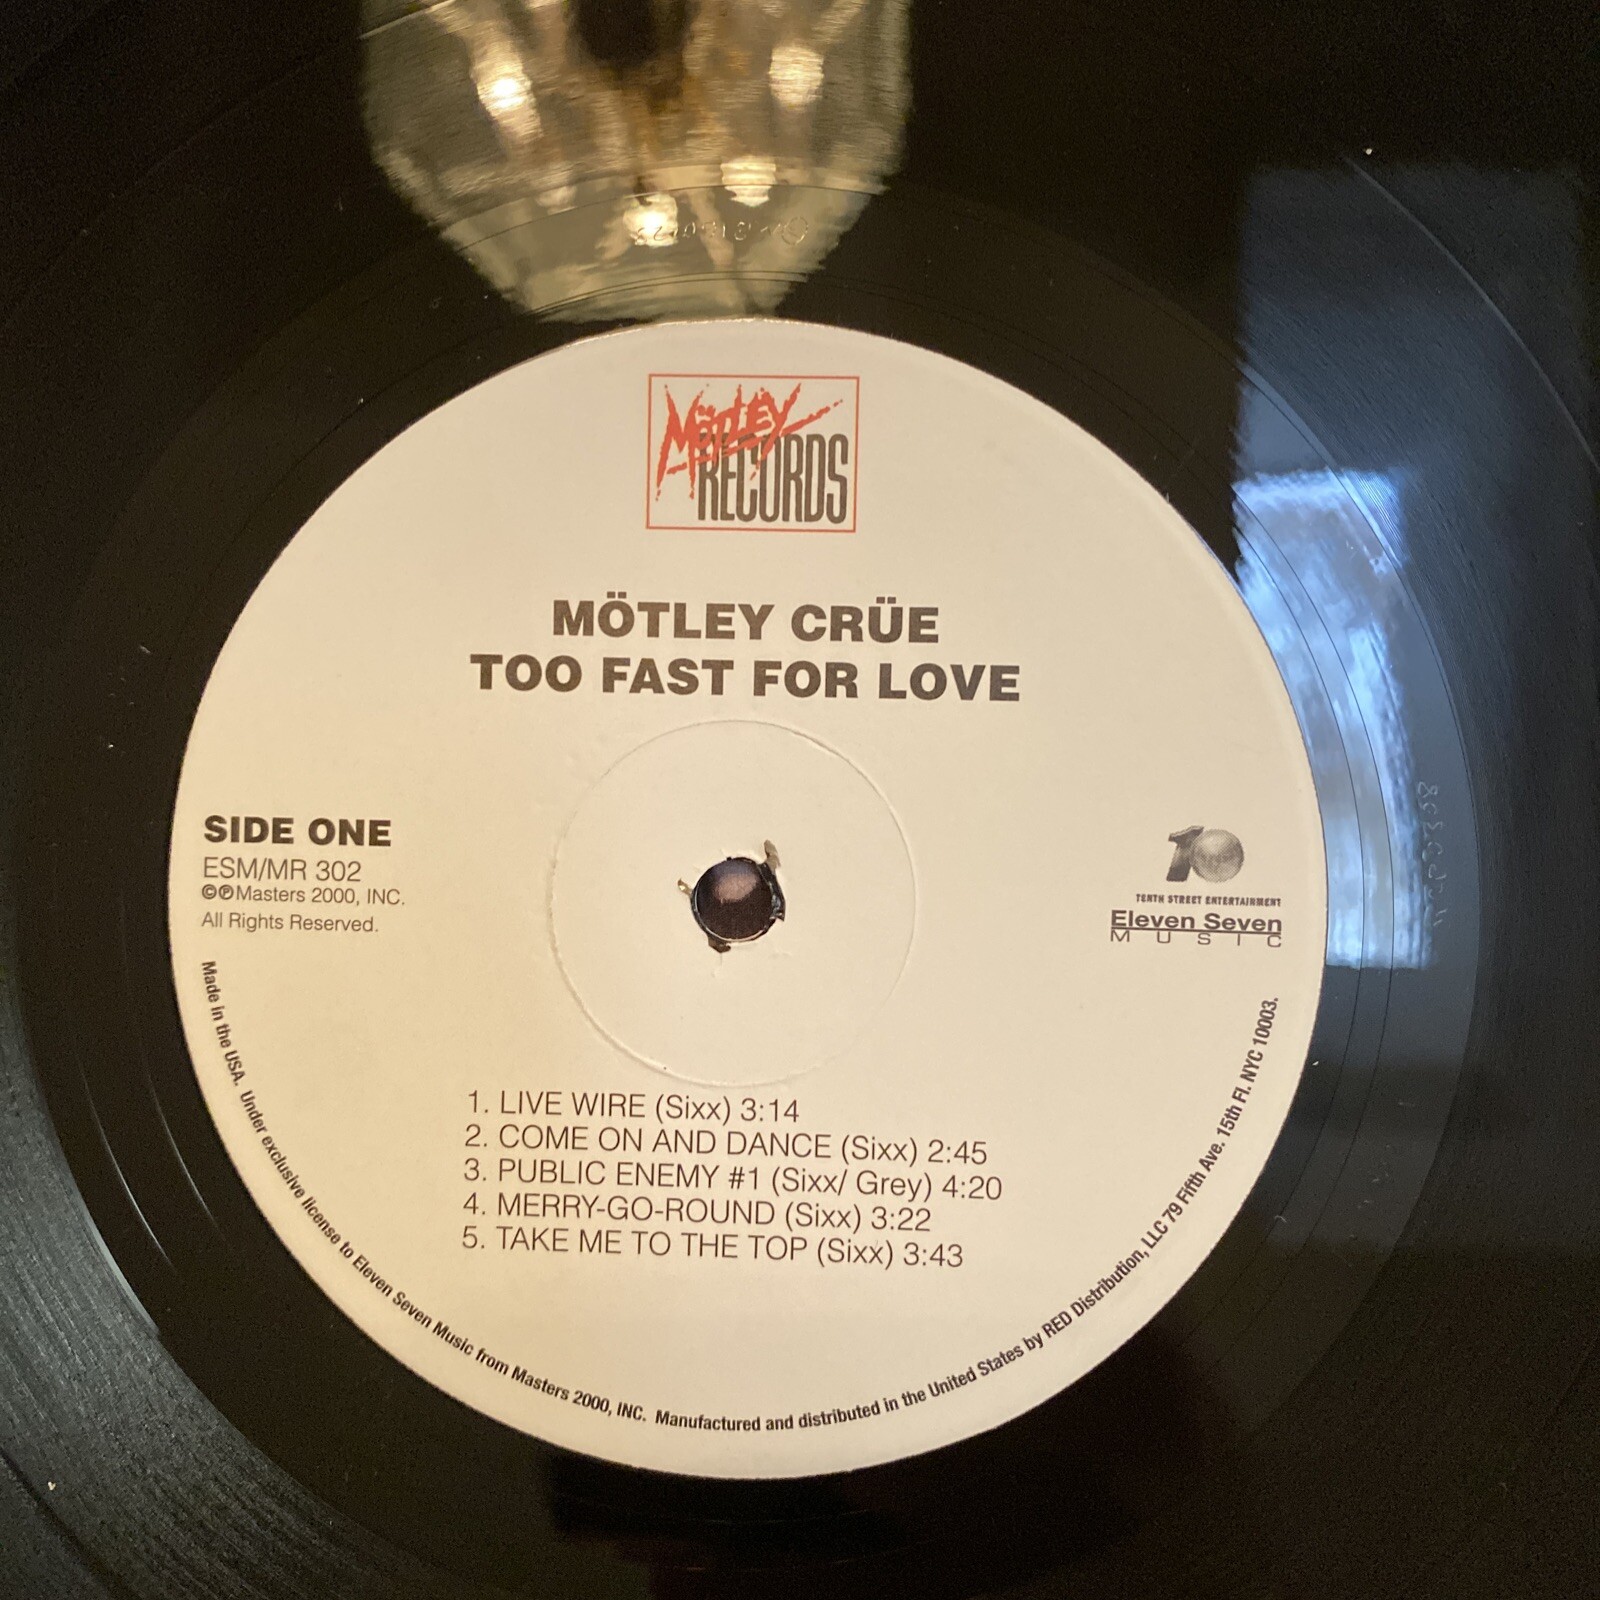 MÖTLEY
RECORDS
MÖTLEY CRÜE
TOO FAST FOR LOVE
SIDE ONE
ESM/MR 302
©℗Masters 2000, INC.
All Rights Reserved.
10
TENTH STREET ENTERTAINMENT
Eleven Seven
MUSIC
1. LIVE WIRE (Sixx) 3:14
2. COME ON AND DANCE (Sixx) 2:45
3. PUBLIC ENEMY #1 (Sixx/ Grey) 4:20
4. MERRY-GO-ROUND (Sixx) 3:22
5. TAKE ME TO THE TOP (Sixx) 3:43
Made in the USA. Under exclusive license to Eleven Seven Music from Masters 2000, INC. Manufactured and distributed in the United States by RED Distribution, LLC 79 Fifth Ave. 15th Fl. NYC 10003.